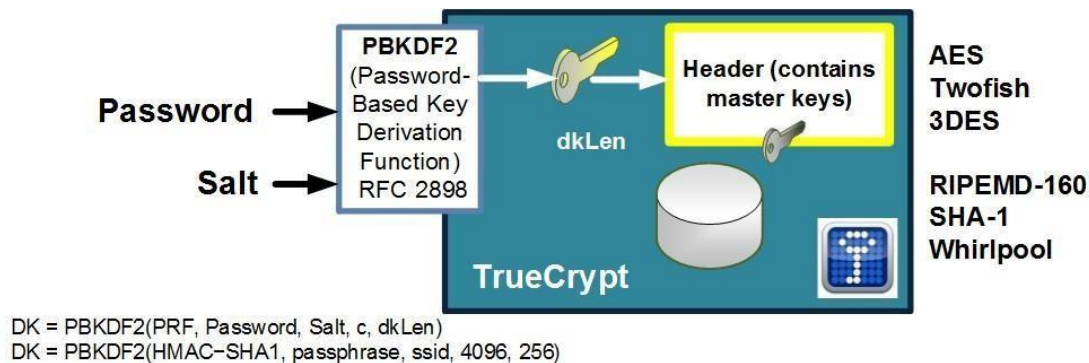 Password
Salt
PBKDF2
(Password-
Based Key
Derivation
Function)
RFC 2898
dkLen
Header (contains
master keys)
TrueCrypt
AES
Twofish
3DES
RIPEMD-160
SHA-1
Whirlpool
DK = PBKDF2(PRF, Password, Salt, c, dkLen)
DK = PBKDF2(HMAC−SHA1, passphrase, ssid, 4096, 256)